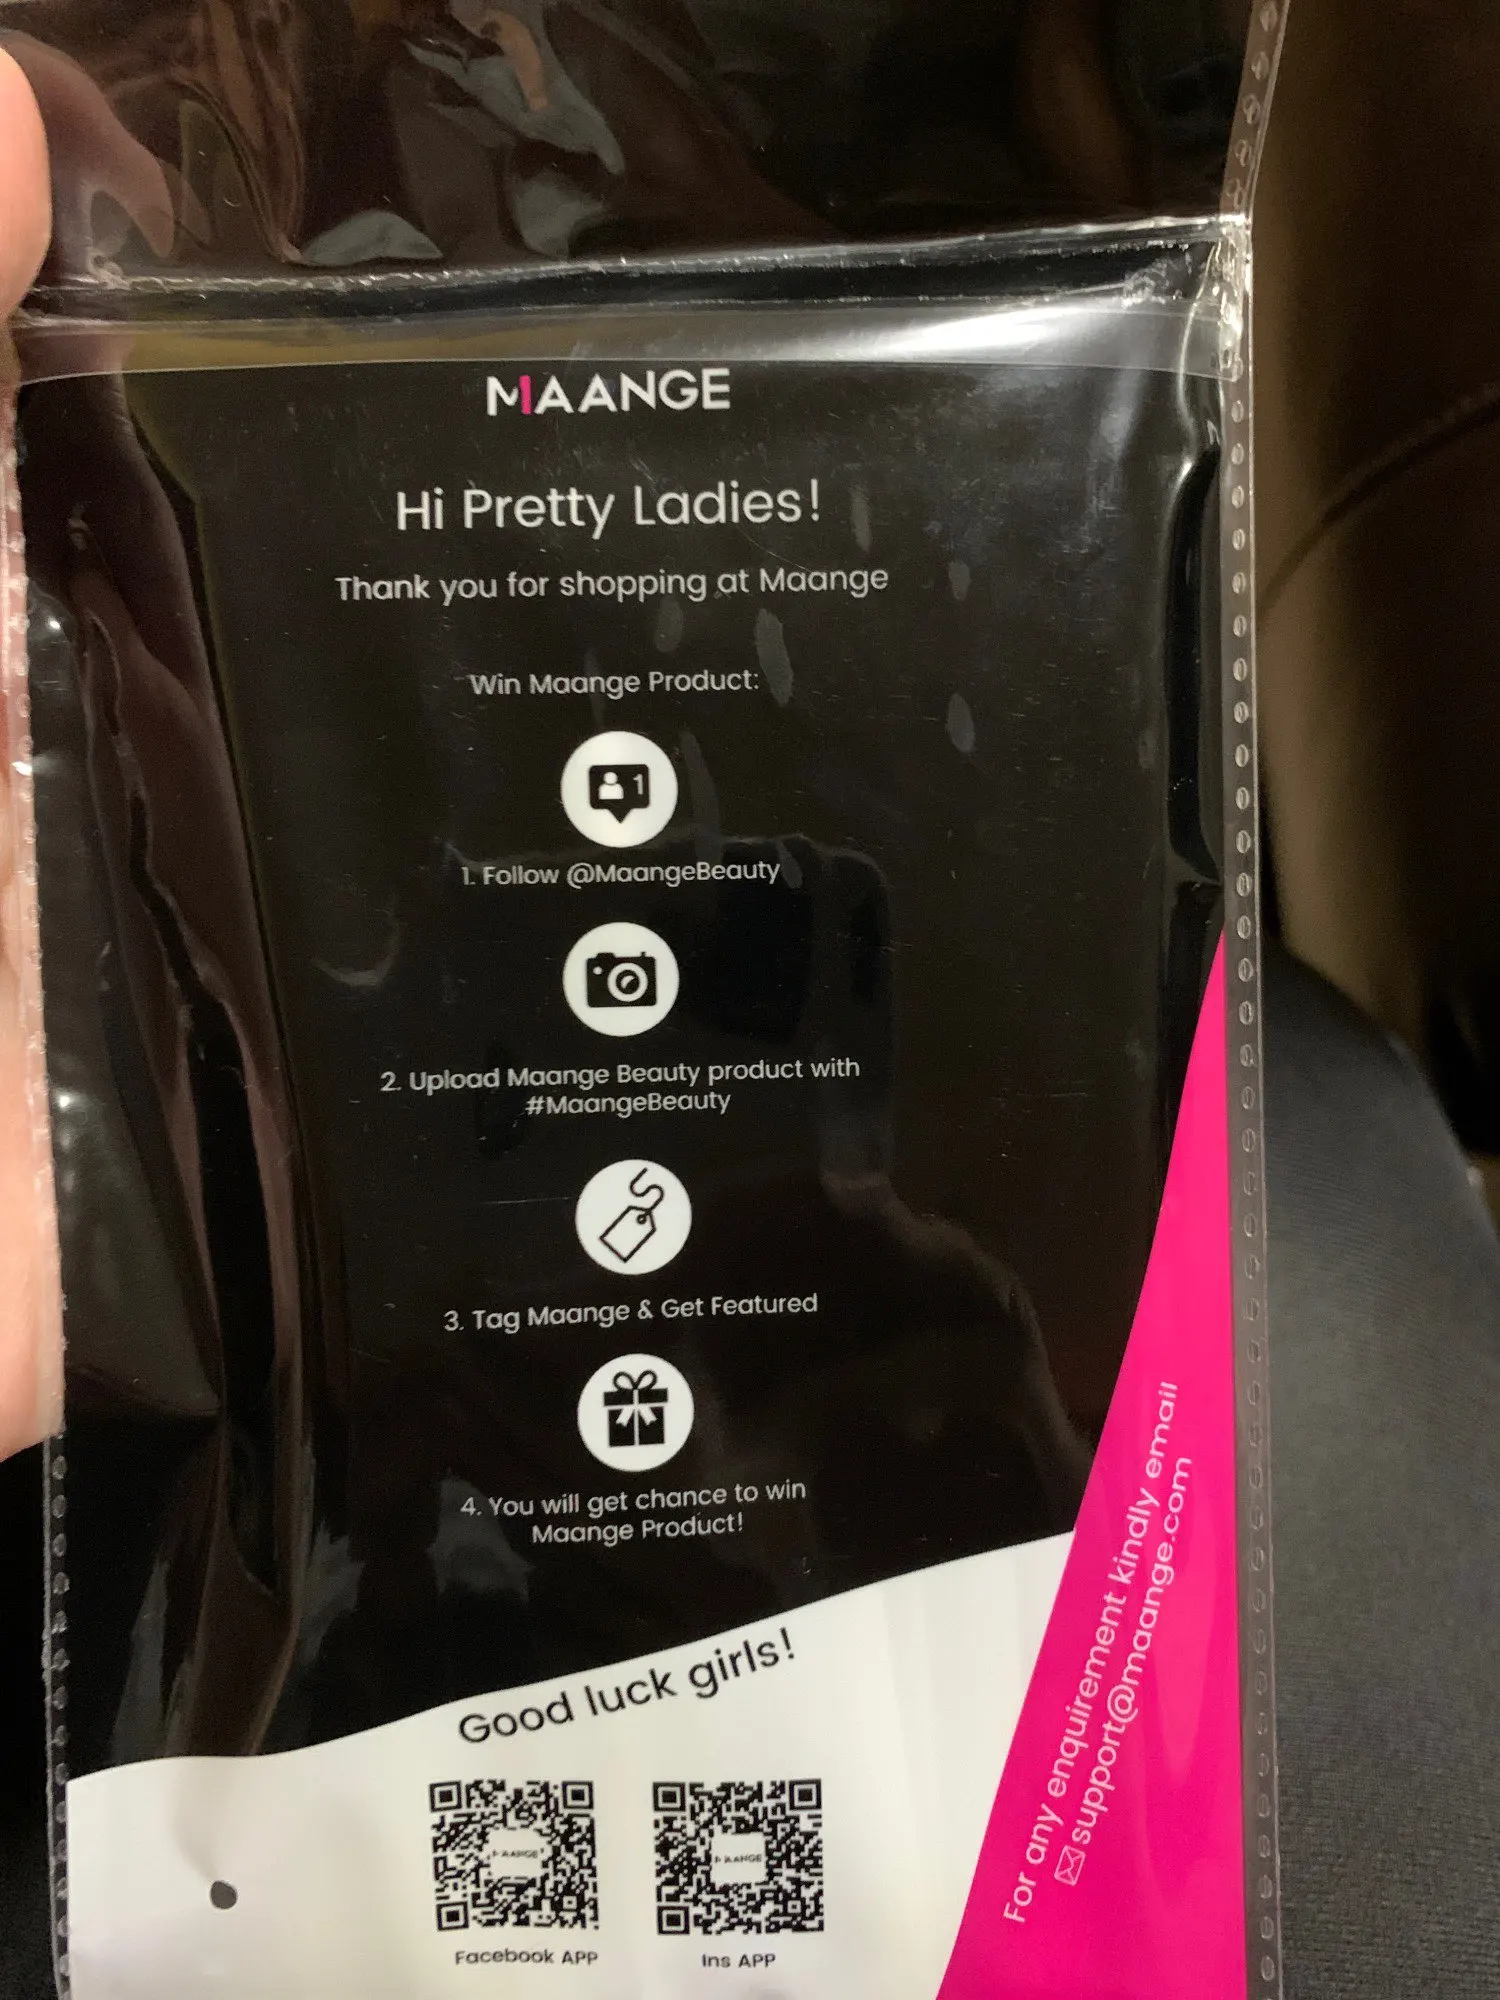 MAANGE
Hi Pretty Ladies!
Thank you for shopping at Maange
Win Maange Product:
1
1. Follow @MaangeBeauty
2. Upload Maange Beauty product with
#MaangeBeauty
3. Tag Maange & Get Featured
4. You will get chance to win
Maange Product!
Good luck girls!
MAANGE
MAANGE
Facebook APP
Ins APP
For any enquirement kindly email
support@maange.com